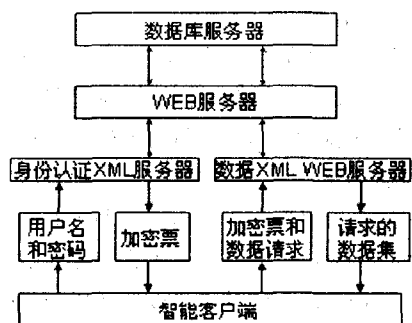 数据库服务器
WEB服务器
身份认证XML服务器
数据XML WEB服务器
用户名
和密码
加密票
加密票和
数据请求
请求的
数据集
智能客户端